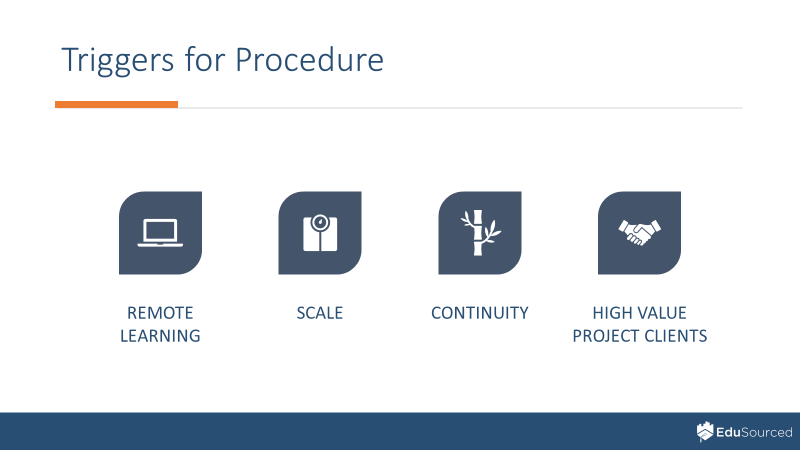 Triggers for Procedure
REMOTE
LEARNING
SCALE
CONTINUITY
HIGH VALUE
PROJECT CLIENTS
EduSourced